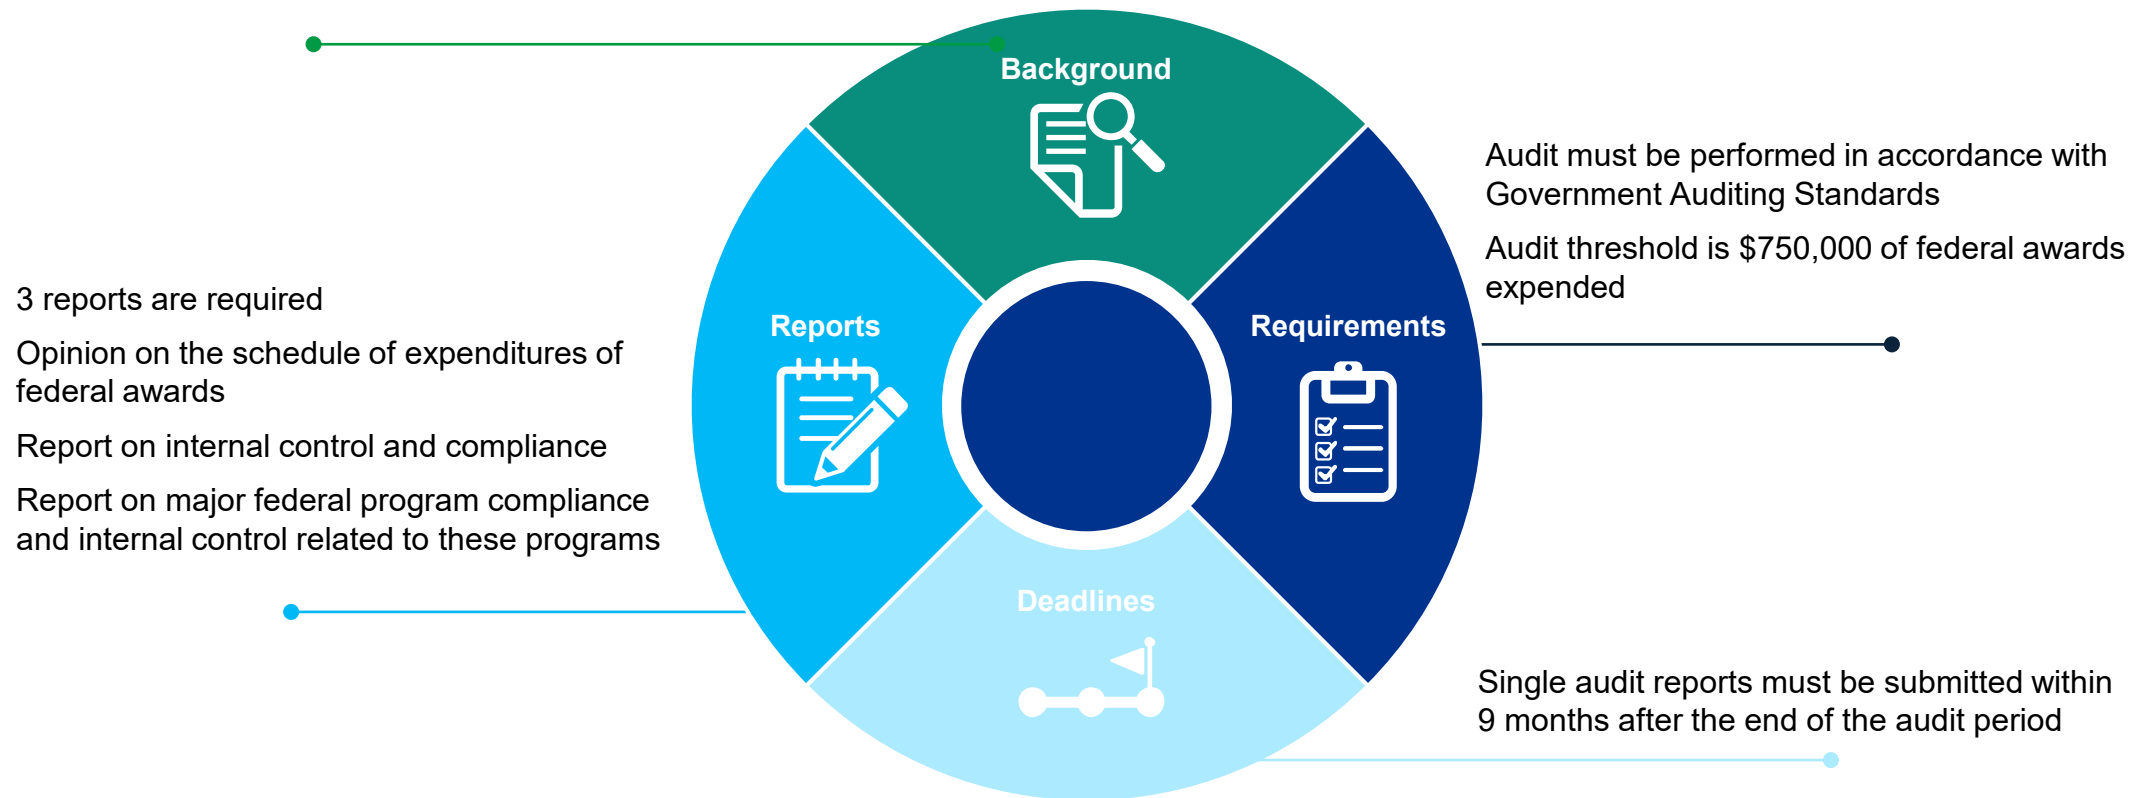 Background
Audit must be performed in accordance with
Government Auditing Standards
Audit threshold is $750,000 of federal awards
expended
3 reports are required
Opinion on the schedule of expenditures of
federal awards
Report on internal control and compliance
Report on major federal program compliance
and internal control related to these programs
Reports
Requirements
Deadlines
Single audit reports must be submitted within
9 months after the end of the audit period